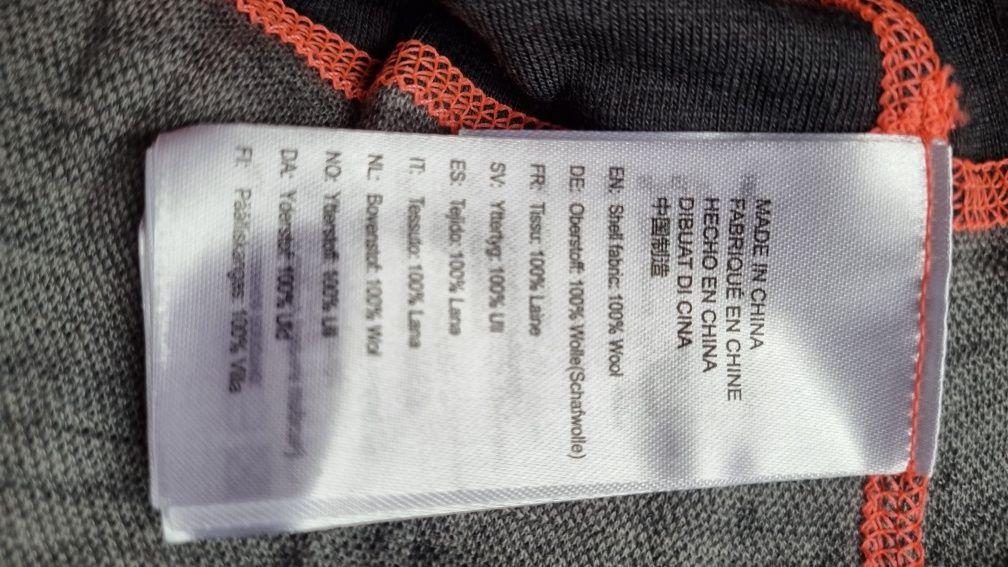 MADE IN CHINA
FABRIQUÉ EN CHINE
HECHO EN CHINA
DIBUAT DI CINA
中国制造
EN: Shell fabric: 100% Wool
DE: Oberstoff: 100% Wolle(Schafwolle)
FR: Tissu: 100% Laine
SV: Yttertyg: 100% Ull
ES: Tejido: 100% Lana
IT: Tessuto: 100% Lana
NL: Bovenstof: 100% Wol
NO: Ytterstoff: 100% Ull
DA: Yderstof: 100% Uld
FI: Päällikangas: 100% Villa